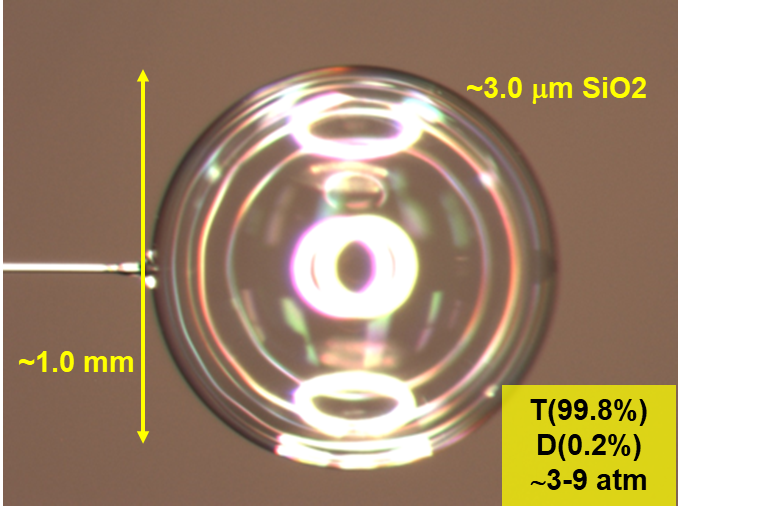 ~3.0 μm SiO2
~1.0 mm
T(99.8%)
D(0.2%)
~3-9 atm